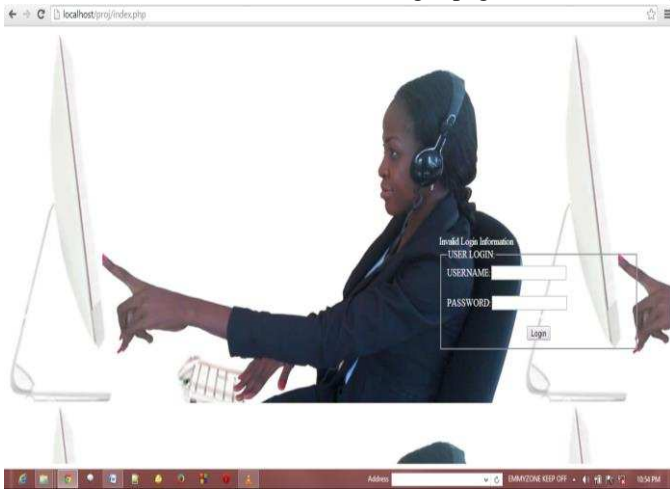 localhost/proj/index.php
Invalid Login Information
USER LOGIN:
USERNAME:
PASSWORD:
Login
Address
EMMYZONE KEEP OFF
10:54 PM